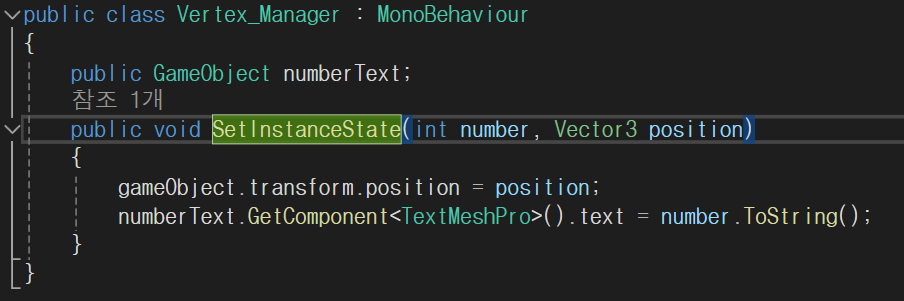 public class Vertex_Manager : MonoBehaviour
{
public GameObject numberText;
참조 1개
public void SetInstanceState(int number, Vector3 position)
{
gameObject.transform.position = position;
numberText.GetComponent<TextMeshPro>().text = number.ToString();
}
}